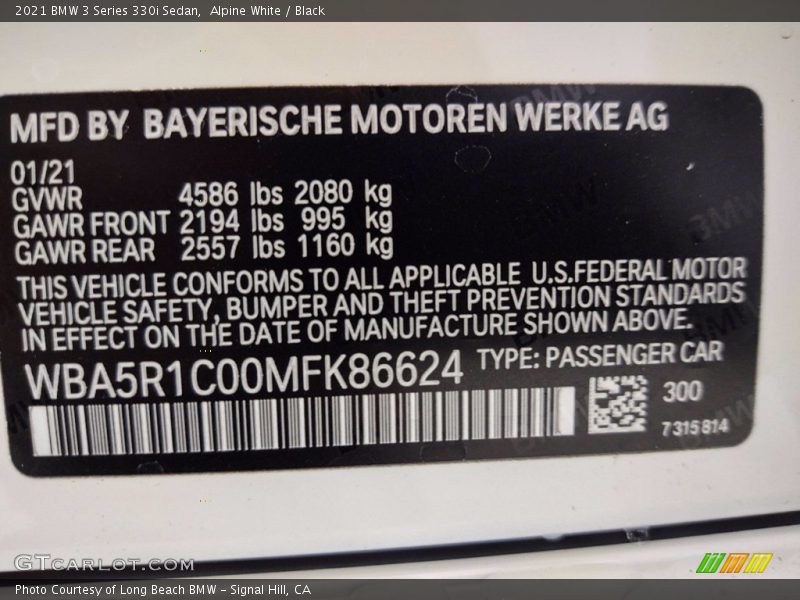 2021 BMW 3 Series 330i Sedan, Alpine White / Black
MFD BY BAYERISCHE MOTOREN WERKE AG
01/21
GVWR 4586 lbs 2080 kg
GAWR FRONT 2194 lbs 995 kg
GAWR REAR 2557 lbs 1160 kg
THIS VEHICLE CONFORMS TO ALL APPLICABLE U.S.FEDERAL MOTOR
VEHICLE SAFETY, BUMPER AND THEFT PREVENTION STANDARDS
IN EFFECT ON THE DATE OF MANUFACTURE SHOWN ABOVE.
WBA5R1C00MFK86624 TYPE: PASSENGER CAR
300
7315814
GTCARLOT.COM
Photo Courtesy of Long Beach BMW - Signal Hill, CA